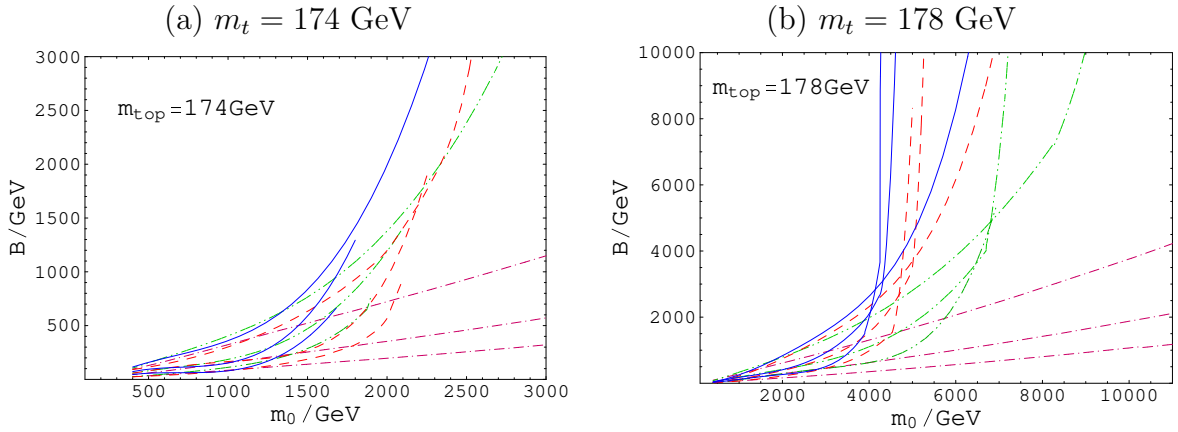 (a) m_t = 174 GeV
3000
2500
2000
1500
1000
500
B/GeV
m_top=174GeV
500 1000 1500 2000 2500 3000
m_0/GeV
(b) m_t = 178 GeV
10000
8000
6000
4000
2000
B/GeV
m_top=178GeV
2000 4000 6000 8000 10000
m_0/GeV